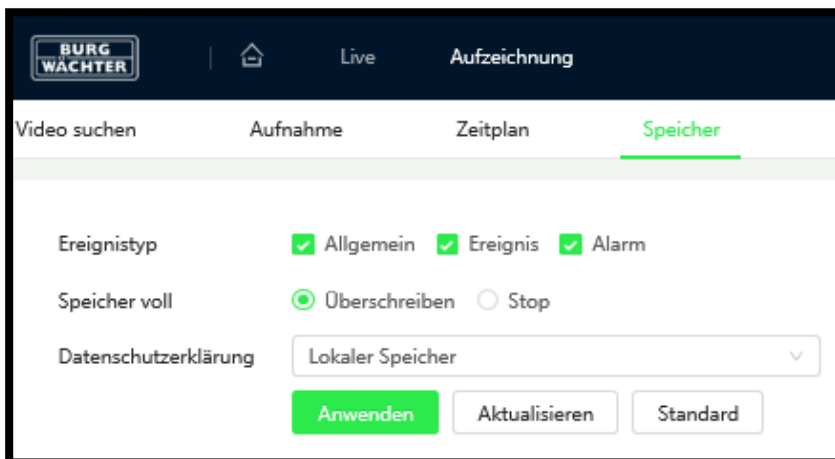 BURG
WÄCHTER
Live Aufzeichnung
Video suchen Aufnahme Zeitplan Speicher
Ereignistyp Allgemein Ereignis Alarm
Speicher voll Überschreiben Stop
Datenschutzerklärung Lokaler Speicher
Anwenden Aktualisieren Standard